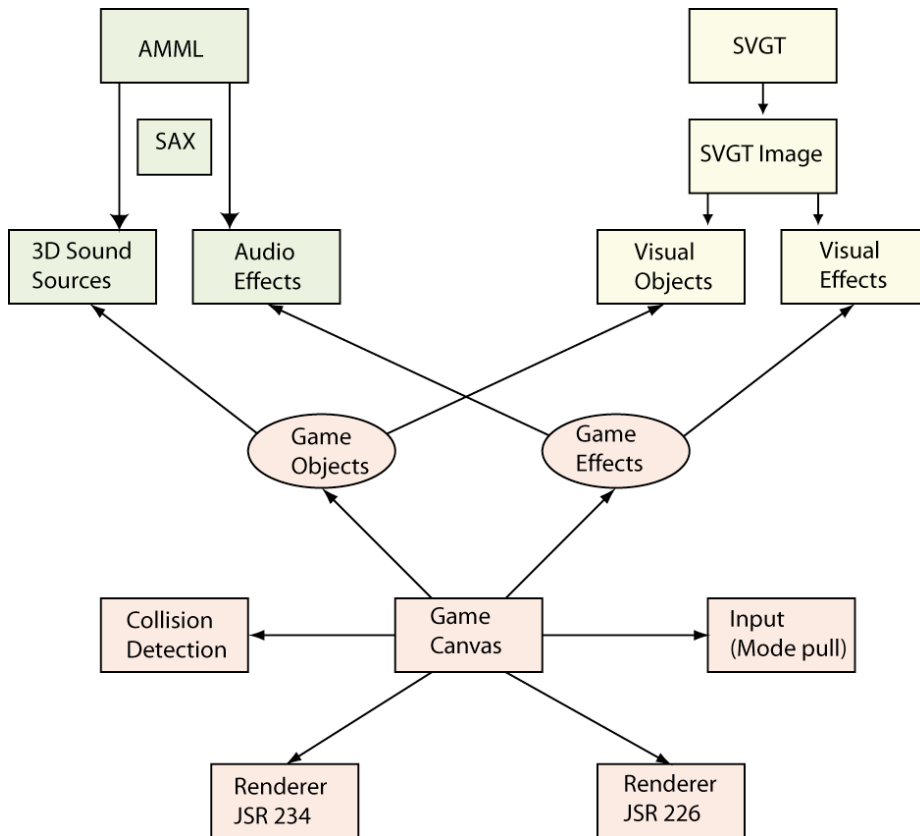 AMML
SVGT
SAX
SVGT Image
3D Sound
Sources
Audio
Effects
Visual
Objects
Visual
Effects
Game
Objects
Game
Effects
Collision
Detection
Game
Canvas
Input
(Mode pull)
Renderer
JSR 234
Renderer
JSR 226